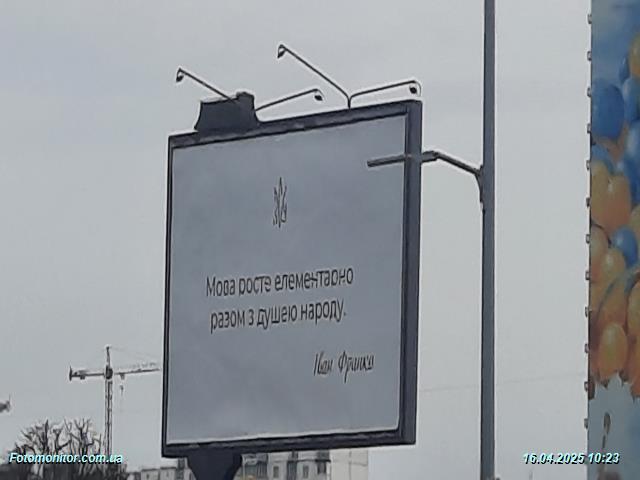 Мова росте елементарно
разом з душею народу.
Іван Франко
Fotomonitor.com.ua
16.04.2025 10:23